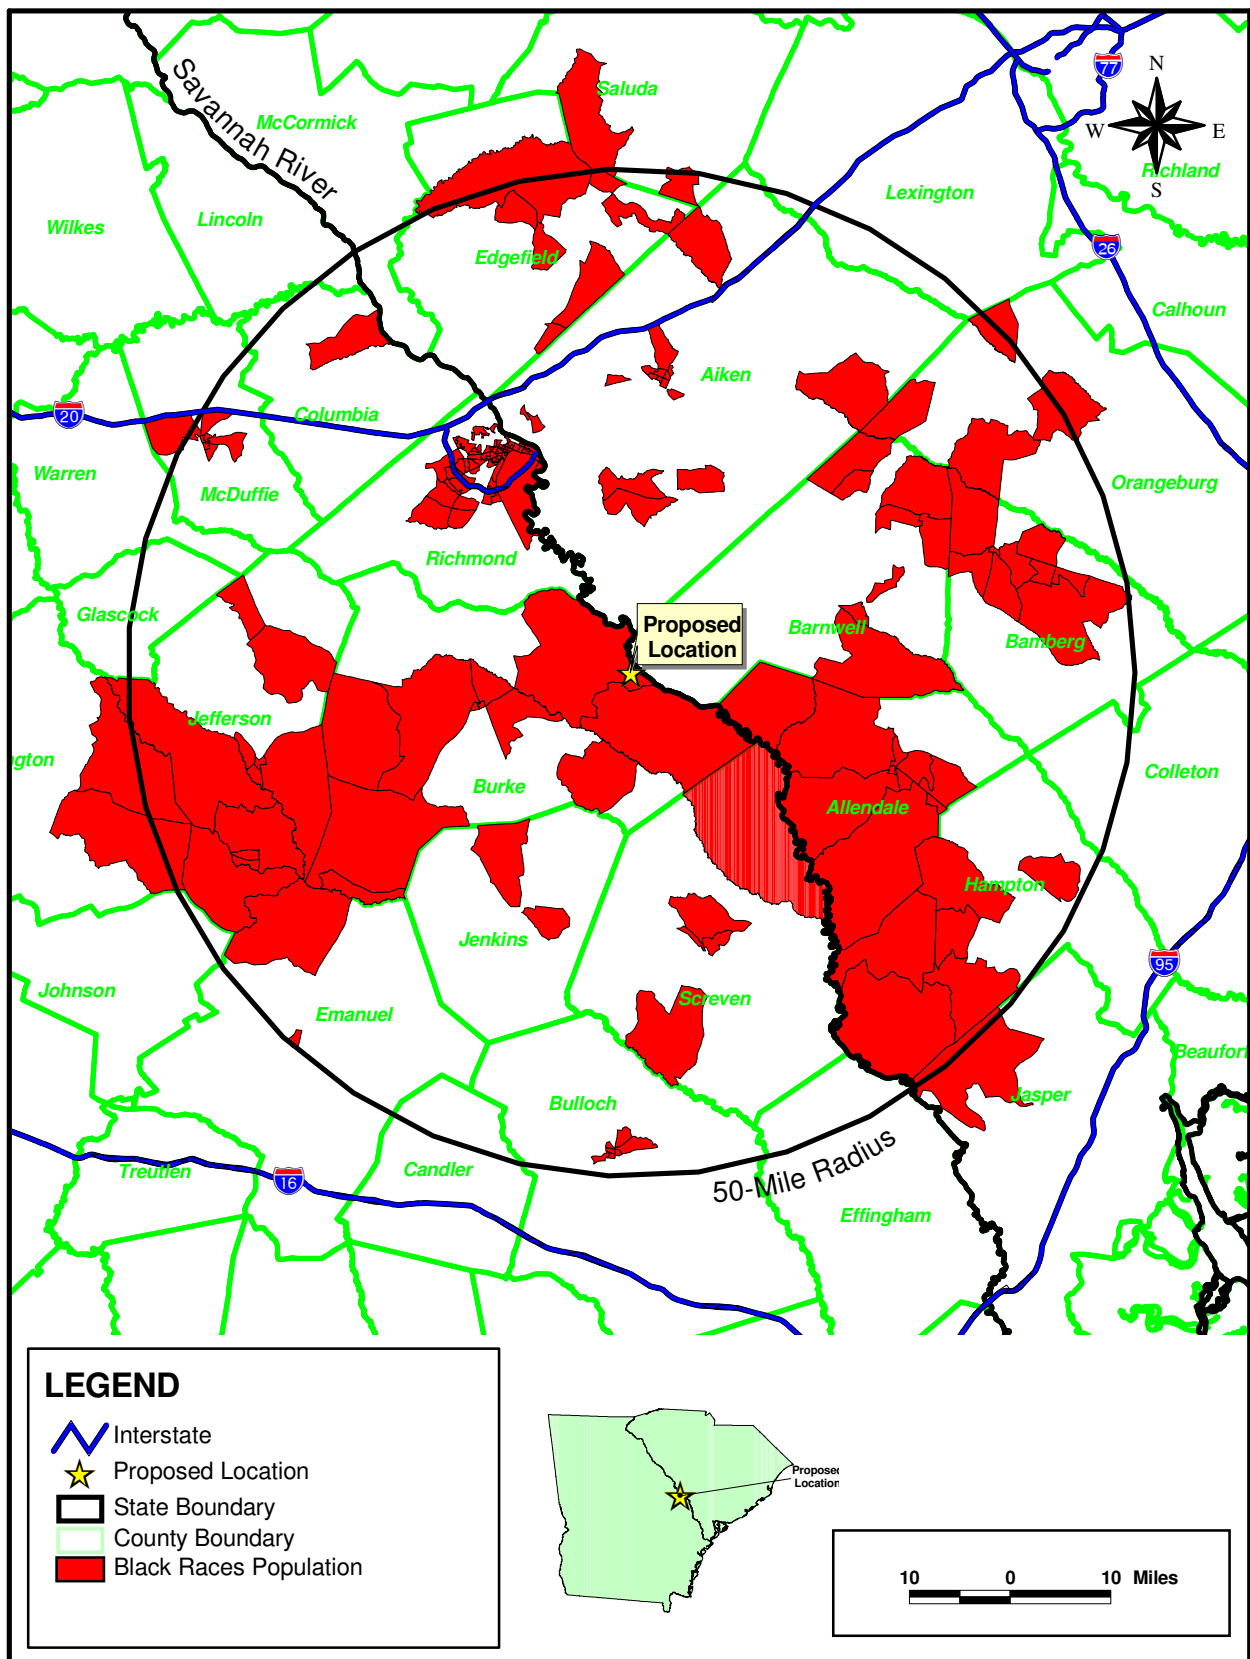 Savannah River
Saluda
McCormick
77
N
W
E
S
Richland
Lexington
Wilkes
Lincoln
Edgefield
26
Calhoun
Aiken
20
Columbia
Warren
McDuffie
Orangeburg
Richmond
Glascock
Proposed
Location
Barnwell
Bamberg
Jefferson
gton
Burke
Colleton
Allendale
Hampton
Jenkins
95
Johnson
Screven
Emanuel
Beaufort
Jasper
Bulloch
50-Mile Radius
Treutlen
Candler
16
Effingham
LEGEND
Interstate
Proposed Location
State Boundary
County Boundary
Black Races Population
Proposed
Location
10 0 10 Miles